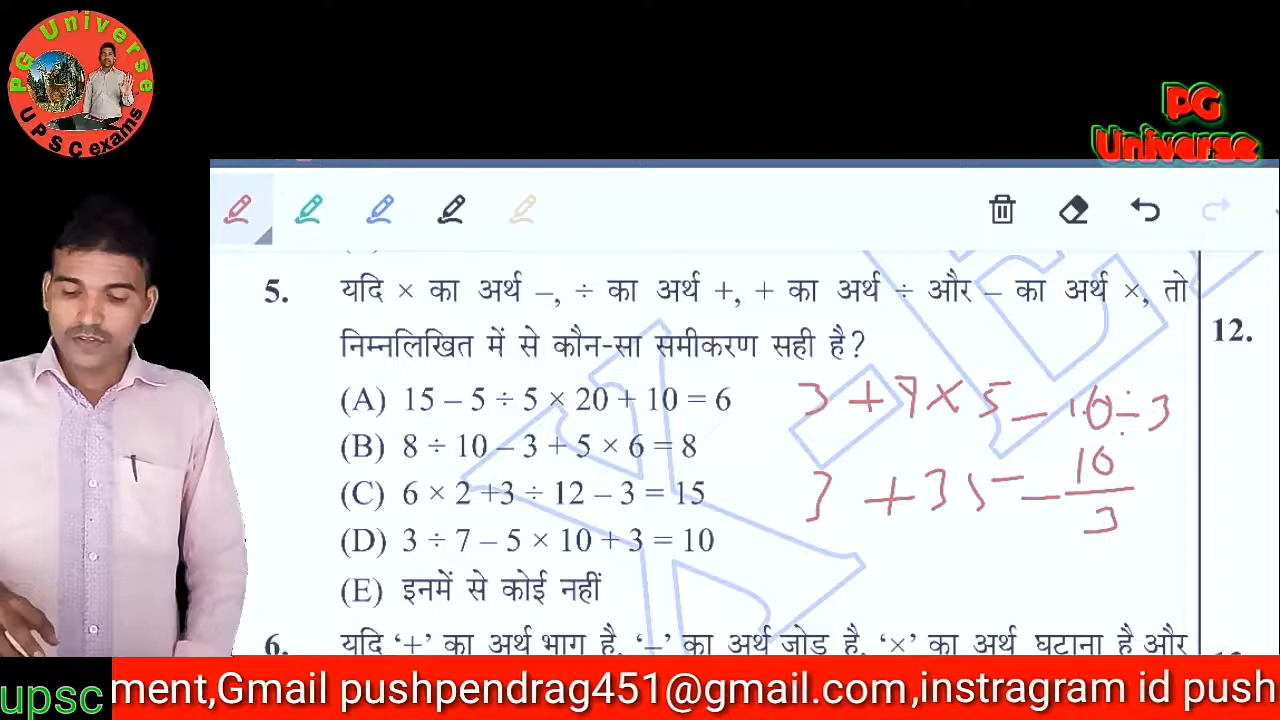 PG Universe
UPSC exams
PG
Universe
5. यदि × का अर्थ –, ÷ का अर्थ +, + का अर्थ ÷ और – का अर्थ ×, तो
निम्नलिखित में से कौन-सा समीकरण सही है?
12.
(A) 15 – 5 ÷ 5 × 20 + 10 = 6
(B) 8 ÷ 10 – 3 + 5 × 6 = 8
(C) 6 × 2 +3 ÷ 12 – 3 = 15
(D) 3 ÷ 7 – 5 × 10 + 3 = 10
(E) इनमें से कोई नहीं
3 + 7 × 5 – 10 ÷ 3
3 + 35 – 10/3
6. यदि ‘+’ का अर्थ भाग है, ‘–’ का अर्थ जोड़ है, ‘×’ का अर्थ घटाना है और
upsc
ment,Gmail pushpendrag451@gmail.com,instragram id push